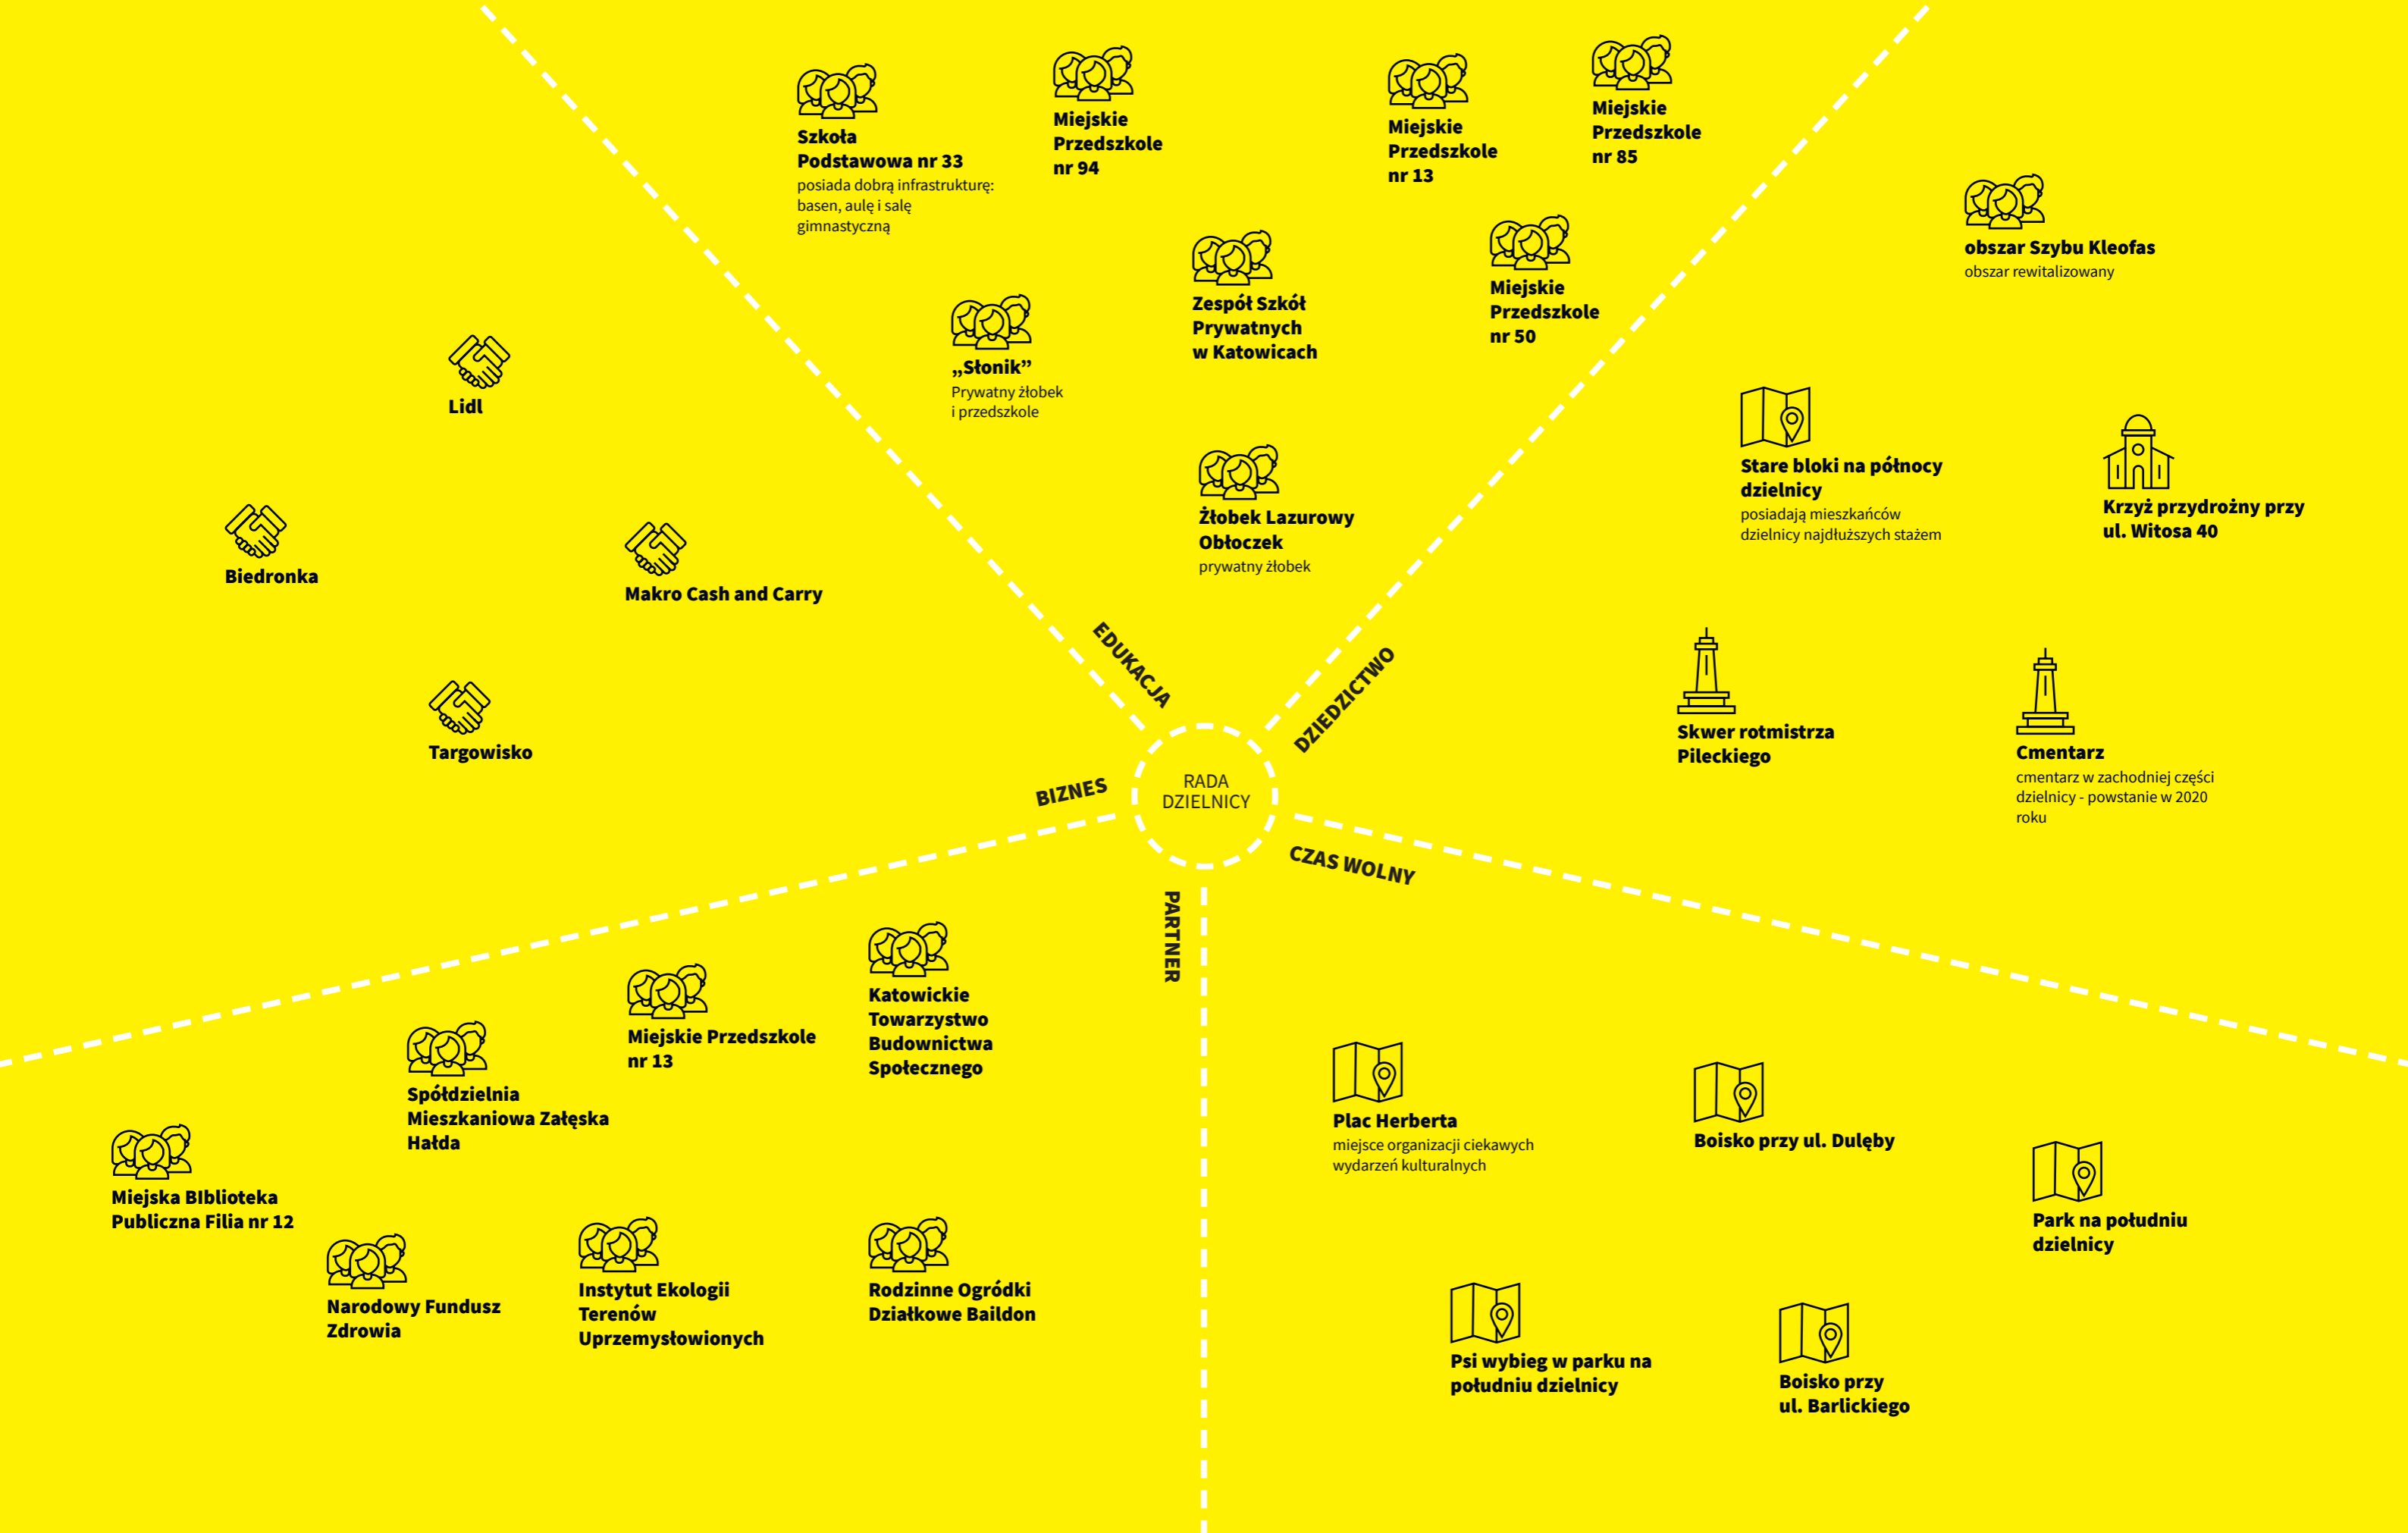 Szkoła
Podstawowa nr 33
posiada dobrą infrastrukturę:
basen, aulę i salę
gimnastyczną
Miejskie
Przedszkole
nr 94
Miejskie
Przedszkole
nr 13
Miejskie
Przedszkole
nr 85
„Słonik”
Prywatny żłobek
i przedszkole
Zespół Szkół
Prywatnych
w Katowicach
Miejskie
Przedszkole
nr 50
Żłobek Lazurowy
Obłoczek
prywatny żłobek
EDUKACJA
obszar Szybu Kleofas
obszar rewitalizowany
Stare bloki na północy
dzielnicy
posiadają mieszkańców
dzielnicy najdłuższych stażem
Krzyż przydrożny przy
ul. Witosa 40
Skwer rotmistrza
Pileckiego
Cmentarz
cmentarz w zachodniej części
dzielnicy - powstanie w 2020
roku
DZIEDZICTWO
Lidl
Biedronka
Makro Cash and Carry
Targowisko
BIZNES
RADA
DZIELNICY
CZAS WOLNY
PARTNER
Katowickie
Towarzystwo
Budownictwa
Społecznego
Miejskie Przedszkole
nr 13
Spółdzielnia
Mieszkaniowa Załęska
Hałda
Miejska BIblioteka
Publiczna Filia nr 12
Narodowy Fundusz
Zdrowia
Instytut Ekologii
Terenów
Uprzemysłowionych
Rodzinne Ogródki
Działkowe Baildon
Plac Herberta
miejsce organizacji ciekawych
wydarzeń kulturalnych
Boisko przy ul. Dulęby
Park na południu
dzielnicy
Psi wybieg w parku na
południu dzielnicy
Boisko przy
ul. Barlickiego